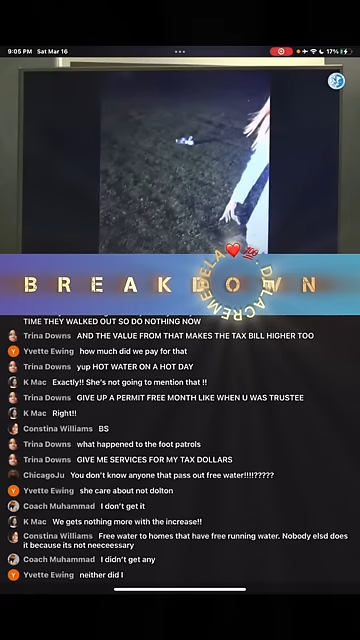 9:05 PM Sat Mar 16
17%
BREAKDOWN
DELACREMEDELA
DELACREMEDELA
TIME THEY WALKED OUT SO DO NOTHING NOW
Trina Downs AND THE VALUE FROM THAT MAKES THE TAX BILL HIGHER TOO
Y Yvette Ewing how much did we pay for that
Trina Downs yup HOT WATER ON A HOT DAY
K Mac Exactly!! She's not going to mention that !!
Trina Downs GIVE UP A PERMIT FREE MONTH LIKE WHEN U WAS TRUSTEE
K Mac Right!!
Constina Williams BS
Trina Downs what happened to the foot patrols
Trina Downs GIVE ME SERVICES FOR MY TAX DOLLARS
ChicagoJu You don't know anyone that pass out free water!!!!?????
Y Yvette Ewing she care about not dolton
Coach Muhammad I don't get it
K Mac We gets nothing more with the increase!!
Constina Williams Free water to homes that have free running water. Nobody elsd does
it because its not neeceessary
Coach Muhammad I didn't get any
Y Yvette Ewing neither did I